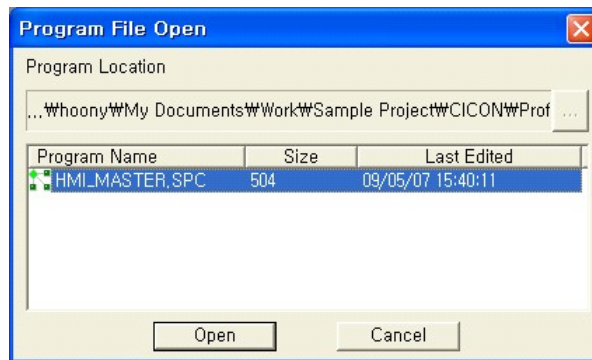 Program File Open
Program Location
...₩hoony₩My Documents₩Work₩Sample Project₩CICON₩Prof ...
Program Name Size Last Edited
HMI_MASTER.SPC 504 09/05/07 15:40:11
Open Cancel